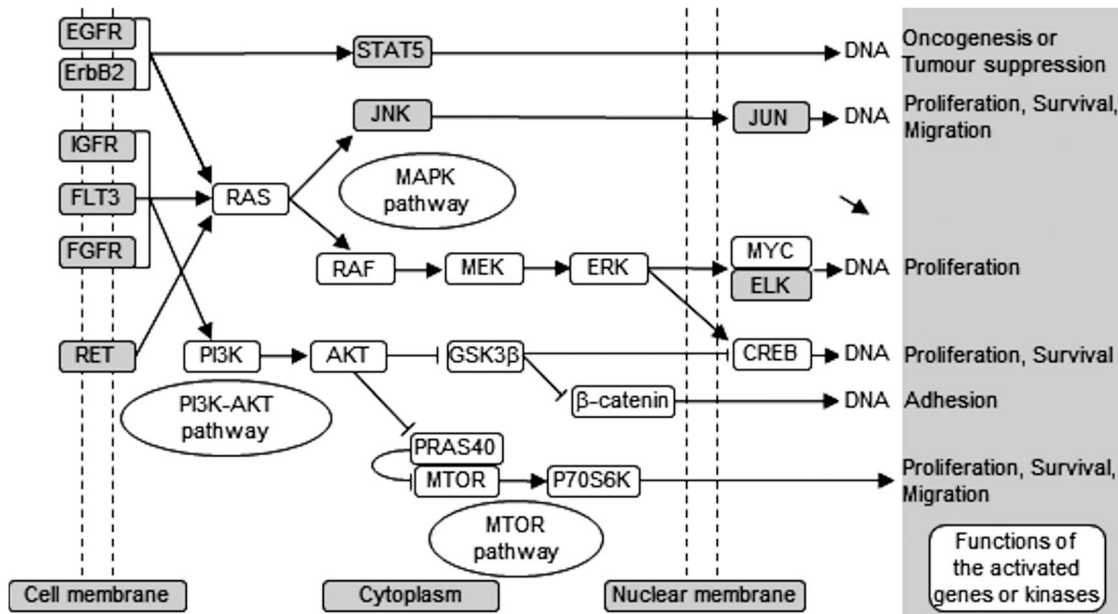 EGFR
ErbB2
STAT5
DNA
Oncogenesis or
Tumour suppression
JNK
JUN
DNA
Proliferation, Survival,
Migration
IGFR
FLT3
FGFR
RAS
MAPK
pathway
RAF
MEK
ERK
MYC
ELK
DNA
Proliferation
RET
PI3K
AKT
GSK3β
CREB
DNA
Proliferation, Survival
PI3K-AKT
pathway
β-catenin
DNA
Adhesion
PRAS40
MTOR
P70S6K
Proliferation, Survival,
Migration
MTOR
pathway
Functions of
the activated
genes or kinases
Cell membrane
Cytoplasm
Nuclear membrane